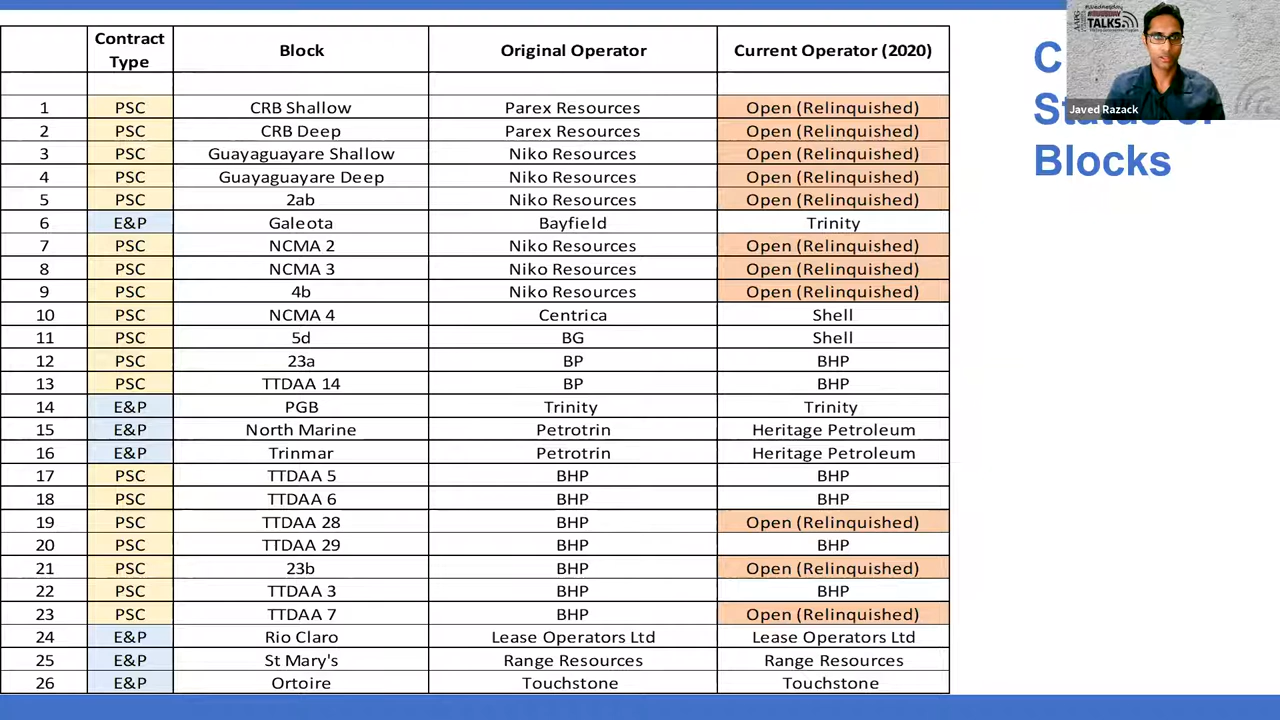 Contract Type Block Original Operator Current Operator (2020)
1 PSC CRB Shallow Parex Resources Open (Relinquished)
2 PSC CRB Deep Parex Resources Open (Relinquished)
3 PSC Guayaguayare Shallow Niko Resources Open (Relinquished)
4 PSC Guayaguayare Deep Niko Resources Open (Relinquished)
5 PSC 2ab Niko Resources Open (Relinquished)
6 E&P Galeota Bayfield Trinity
7 PSC NCMA 2 Niko Resources Open (Relinquished)
8 PSC NCMA 3 Niko Resources Open (Relinquished)
9 PSC 4b Niko Resources Open (Relinquished)
10 PSC NCMA 4 Centrica Shell
11 PSC 5d BG Shell
12 PSC 23a BP BHP
13 PSC TTDAA 14 BP BHP
14 E&P PGB Trinity Trinity
15 E&P North Marine Petrotrin Heritage Petroleum
16 E&P Trinmar Petrotrin Heritage Petroleum
17 PSC TTDAA 5 BHP BHP
18 PSC TTDAA 6 BHP BHP
19 PSC TTDAA 28 BHP Open (Relinquished)
20 PSC TTDAA 29 BHP BHP
21 PSC 23b BHP Open (Relinquished)
22 PSC TTDAA 3 BHP BHP
23 PSC TTDAA 7 BHP Open (Relinquished)
24 E&P Rio Claro Lease Operators Ltd Lease Operators Ltd
25 E&P St Mary's Range Resources Range Resources
26 E&P Ortoire Touchstone Touchstone
Blocks
AAPG
TALKS
Javed Razack